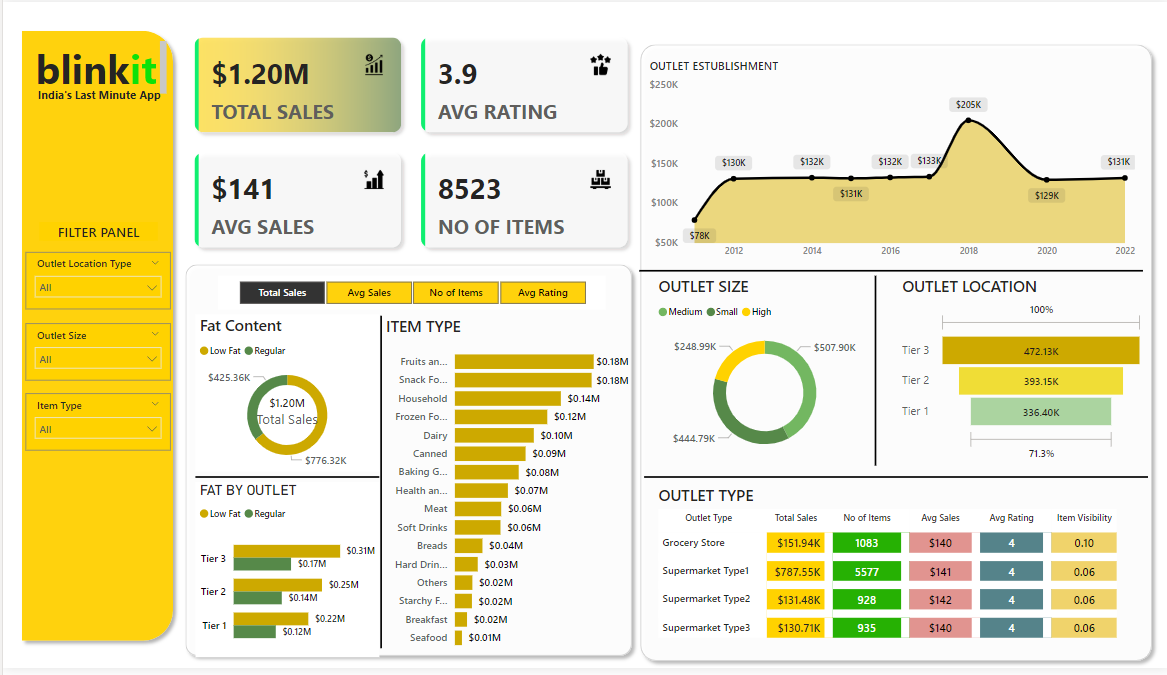 blinkit
India's Last Minute App
FILTER PANEL
Outlet Location Type
All
Outlet Size
All
Item Type
All
$1.20M
TOTAL SALES
3.9
AVG RATING
$141
AVG SALES
8523
NO OF ITEMS
Total Sales
Avg Sales
No of Items
Avg Rating
Fat Content
Low Fat Regular
$425.36K
$1.20M
Total Sales
$776.32K
FAT BY OUTLET
Low Fat Regular
Tier 3 $0.31M
$0.17M
Tier 2 $0.25M
$0.14M
Tier 1 $0.22M
$0.12M
ITEM TYPE
Fruits an... $0.18M
Snack Fo... $0.18M
Household $0.14M
Frozen Fo... $0.12M
Dairy $0.10M
Canned $0.09M
Baking G... $0.08M
Health an... $0.07M
Meat $0.06M
Soft Drinks $0.06M
Breads $0.04M
Hard Drin... $0.03M
Others $0.02M
Starchy F... $0.02M
Breakfast $0.02M
Seafood $0.01M
OUTLET ESTABLISHMENT
$250K
$200K
$150K
$100K
$50K
$78K
$130K
$132K
$131K
$132K
$133K
$205K
$129K
$131K
2012 2014 2016 2018 2020 2022
OUTLET SIZE
Medium Small High
$248.99K
$507.90K
$444.79K
OUTLET LOCATION
100%
Tier 3 472.13K
Tier 2 393.15K
Tier 1 336.40K
71.3%
OUTLET TYPE
Outlet Type Total Sales No of Items Avg Sales Avg Rating Item Visibility
Grocery Store $151.94K 1083 $140 4 0.10
Supermarket Type1 $787.55K 5577 $141 4 0.06
Supermarket Type2 $131.48K 928 $142 4 0.06
Supermarket Type3 $130.71K 935 $140 4 0.06